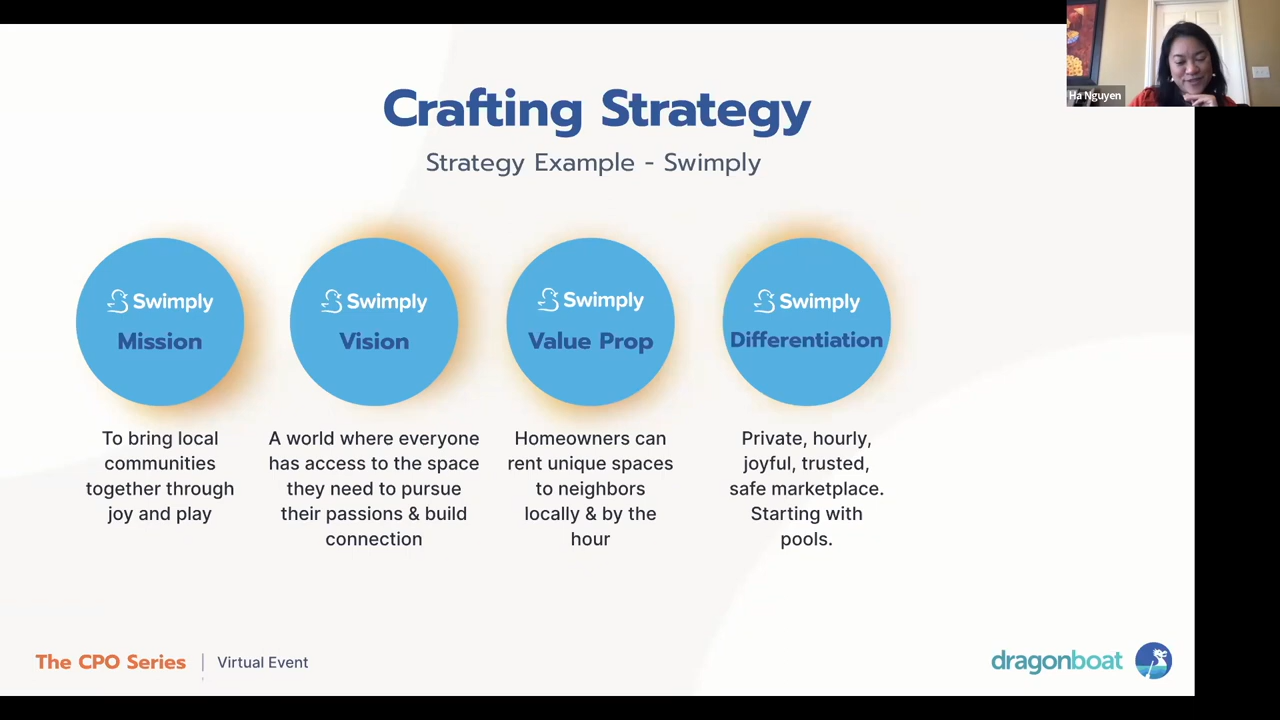 Ha Nguyen
Crafting Strategy
Strategy Example - Swimply
Swimply
Mission
To bring local
communities
together through
joy and play
Swimply
Vision
A world where everyone
has access to the space
they need to pursue
their passions & build
connection
Swimply
Value Prop
Homeowners can
rent unique spaces
to neighbors
locally & by the
hour
Swimply
Differentiation
Private, hourly,
joyful, trusted,
safe marketplace.
Starting with
pools.
The CPO Series | Virtual Event
dragonboat